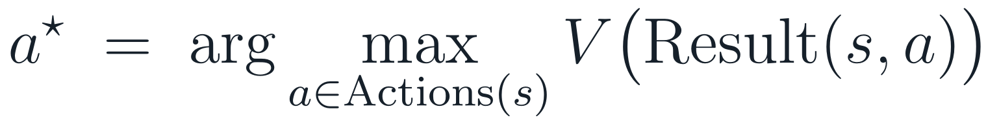 a⋆ = arg max V(Result(s, a))
a∈Actions(s)